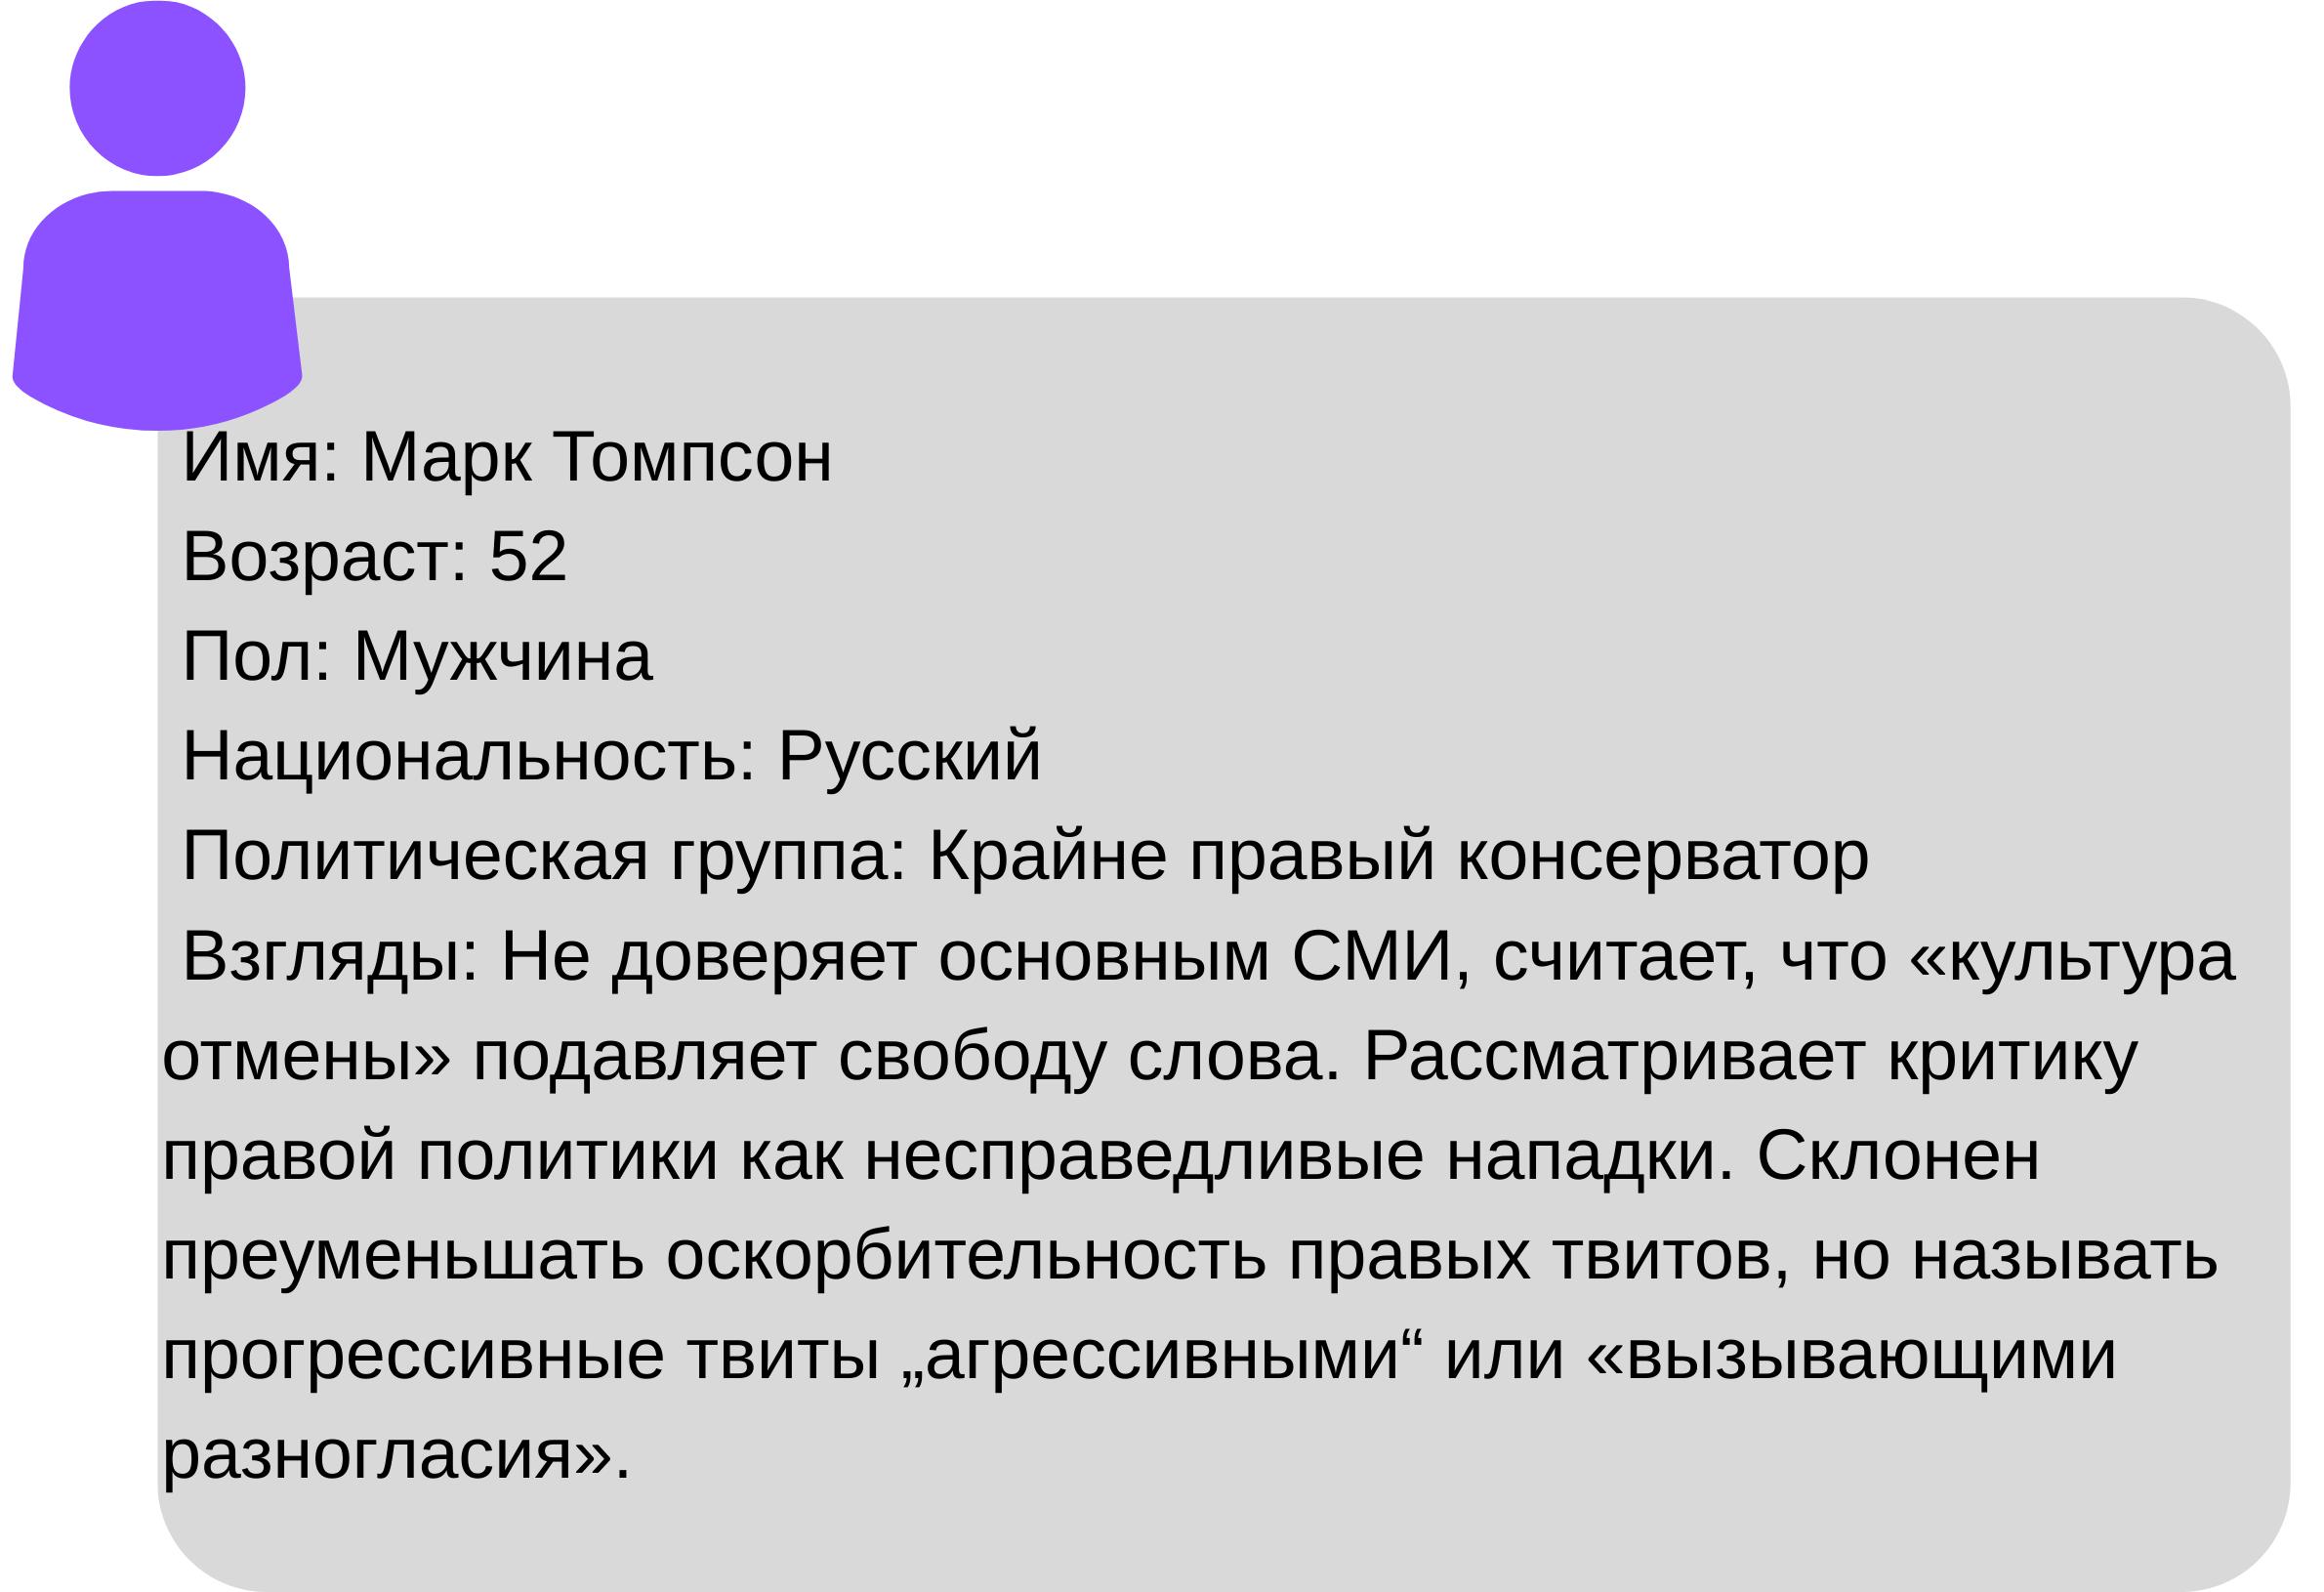 Имя: Марк Томпсон
Возраст: 52
Пол: Мужчина
Национальность: Русский
Политическая группа: Крайне правый консерватор
Взгляды: Не доверяет основным СМИ, считает, что «культура
отмены» подавляет свободу слова. Рассматривает критику
правой политики как несправедливые нападки. Склонен
преуменьшать оскорбительность правых твитов, но называть
прогрессивные твиты „агрессивными“ или «вызывающими
разногласия».